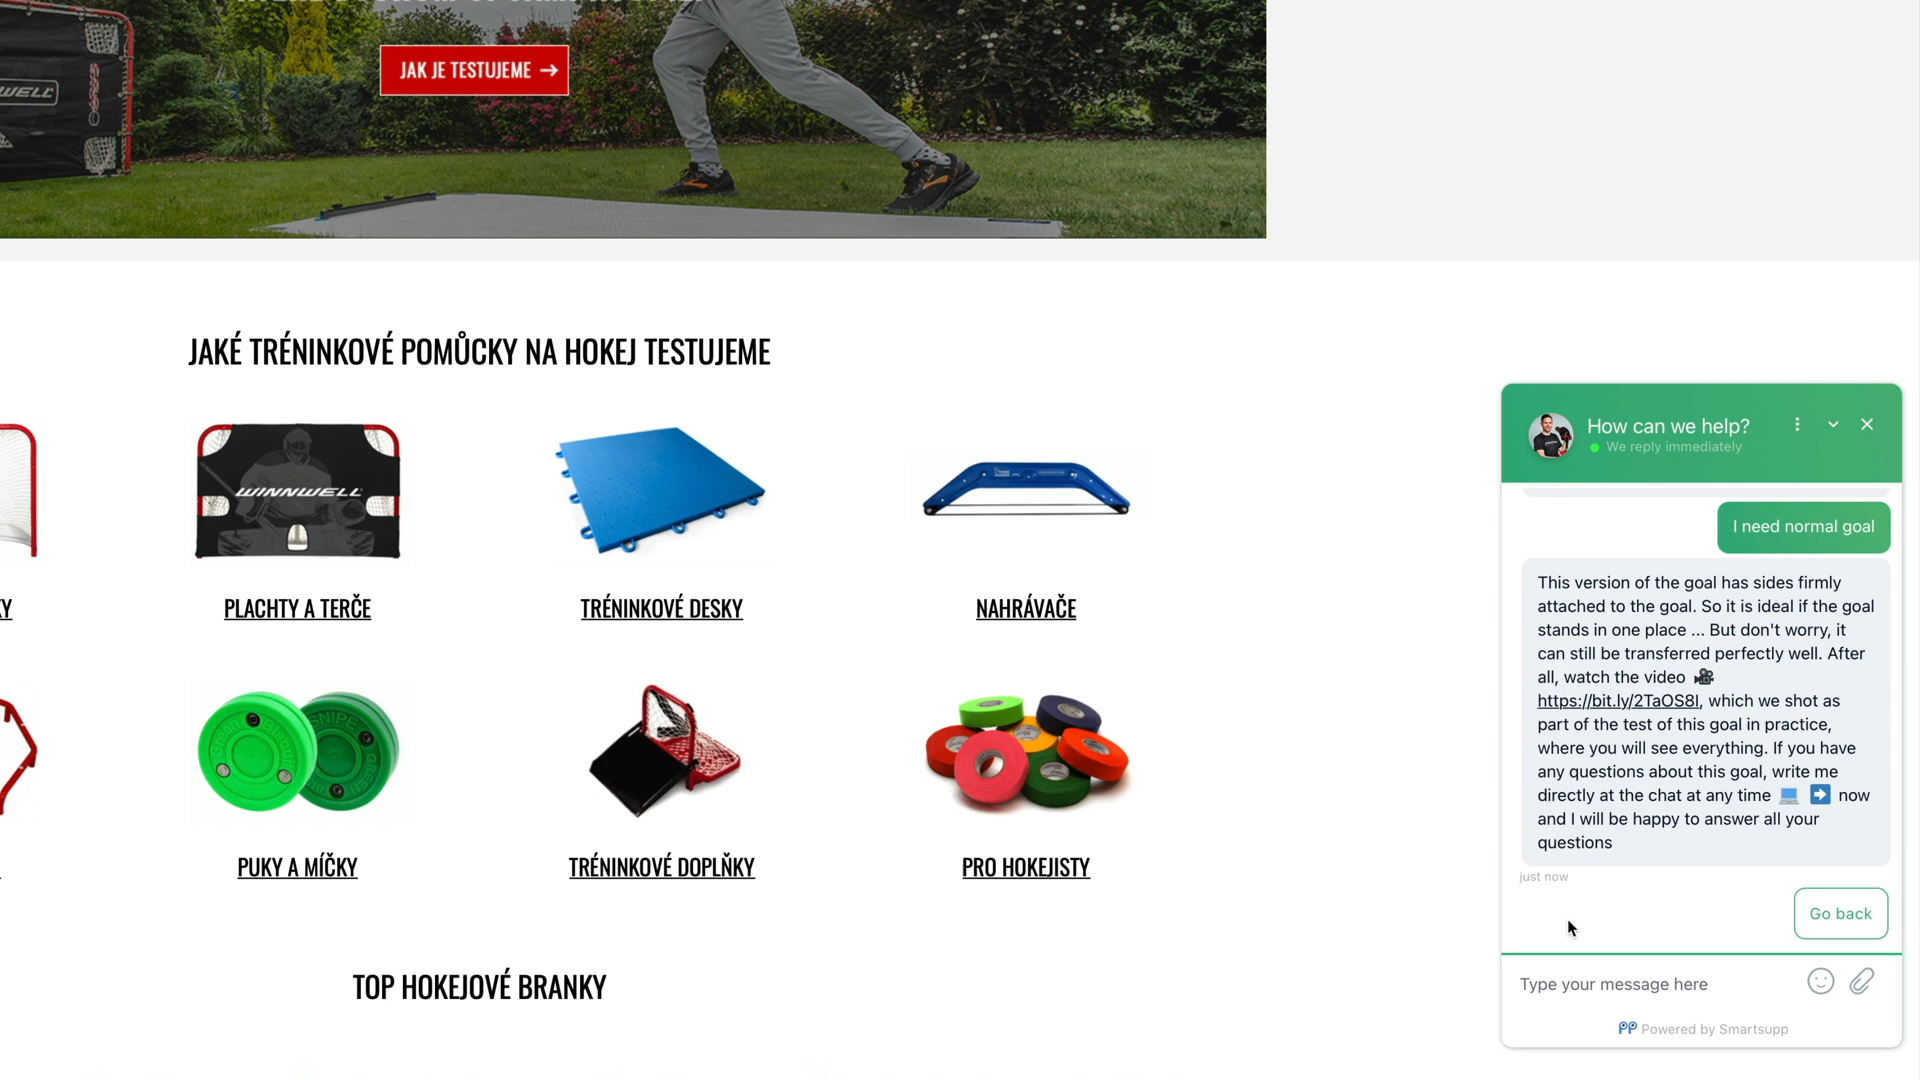 JAK JE TESTUJEME →
JAKÉ TRÉNINKOVÉ POMŮCKY NA HOKEJ TESTUJEME
WINNWELL
PLACHTY A TERČE
TRÉNINKOVÉ DESKY
NAHRÁVAČE
Green Biscuit
SNIPE
PUKY A MÍČKY
TRÉNINKOVÉ DOPLŇKY
PRO HOKEJISTY
TOP HOKEJOVÉ BRANKY
How can we help?
We reply immediately
I need normal goal
This version of the goal has sides firmly
attached to the goal. So it is ideal if the goal
stands in one place ... But don't worry, it
can still be transferred perfectly well. After
all, watch the video 🎥
https://bit.ly/2TaOS8I, which we shot as
part of the test of this goal in practice,
where you will see everything. If you have
any questions about this goal, write me
directly at the chat at any time 💻 ➡️ now
and I will be happy to answer all your
questions
just now
Go back
Type your message here
Powered by Smartsupp